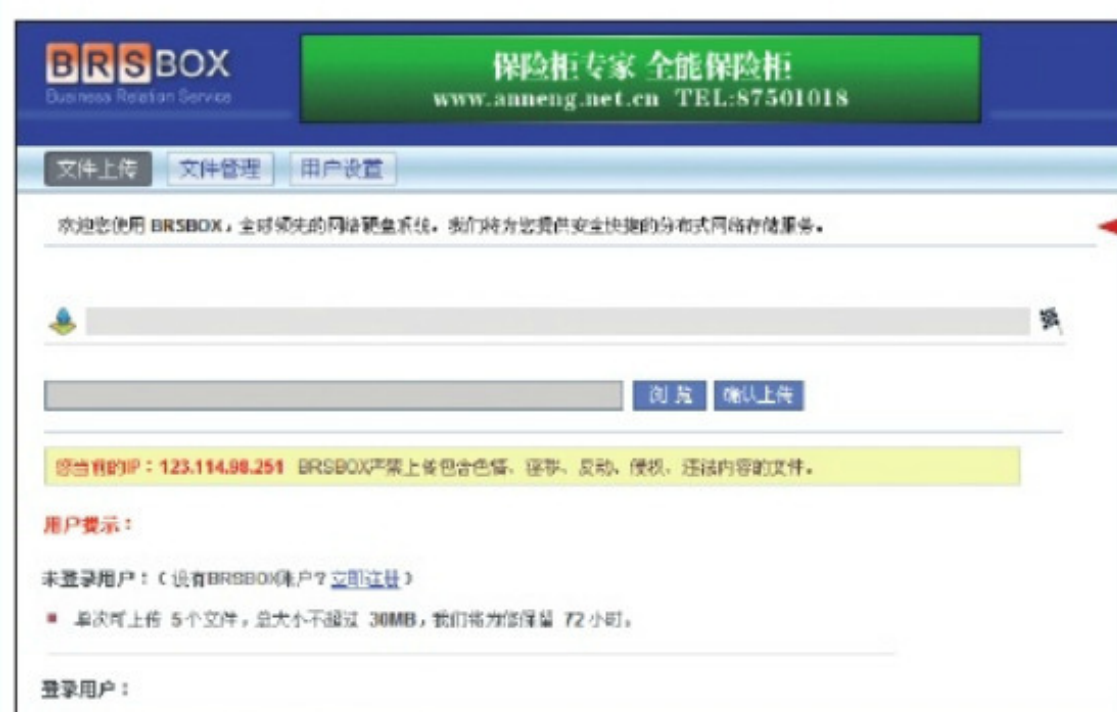 BRSBOX
Business Relation Service
保险柜专家 全能保险柜
www.anneng.net.cn TEL:87501018
文件上传 文件管理 用户设置
欢迎您使用 BRSBOX，全球领先的网络硬盘系统。我们将为您提供安全快捷的分布式网络存储服务。
浏览 确认上传
您当前的IP：123.114.98.251 BRSBOX严禁上传包含色情、反动、侵权、违法内容的文件。
用户提示：
未登录用户：（没有BRSBOX账户？立即注册）
单次可上传 5个文件，总大小不超过 30MB，我们将为您保留 72小时。
登录用户：